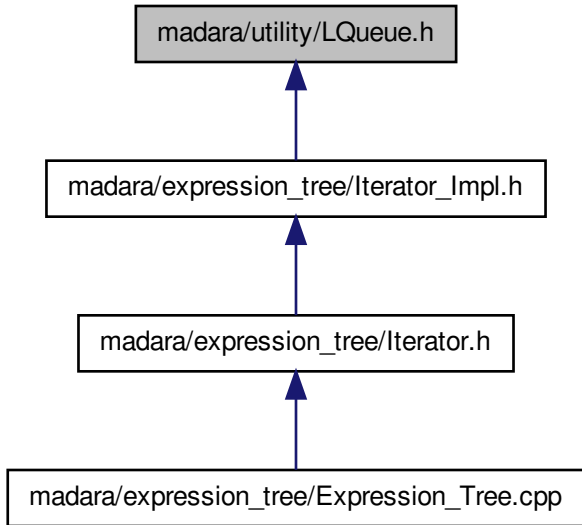 madara/utility/LQueue.h
madara/expression_tree/Iterator_Impl.h
madara/expression_tree/Iterator.h
madara/expression_tree/Expression_Tree.cpp